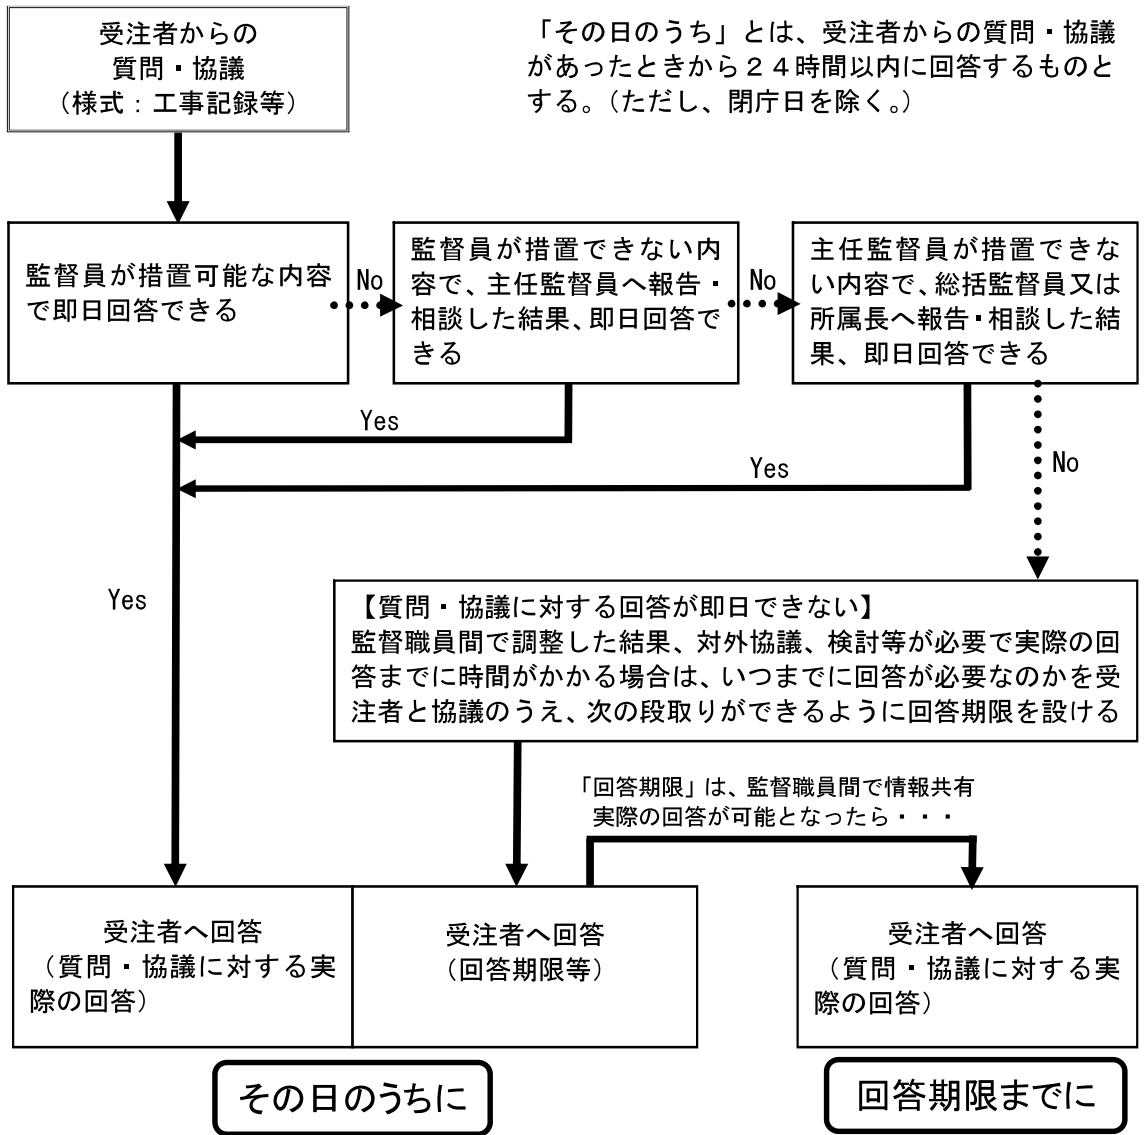 受注者からの
質問・協議
（様式：工事記録等）
「その日のうち」とは、受注者からの質問・協議
があったときから２４時間以内に回答するものと
する。（ただし、閉庁日を除く。）
監督員が措置可能な内容
で即日回答できる
No
監督員が措置できない内
容で、主任監督員へ報告・
相談した結果、即日回答で
きる
No
主任監督員が措置できな
い内容で、総括監督員又は
所属長へ報告・相談した結
果、即日回答できる
Yes
Yes
No
Yes
【質問・協議に対する回答が即日できない】
監督職員間で調整した結果、対外協議、検討等が必要で実際の回
答までに時間がかかる場合は、いつまでに回答が必要なのかを受
注者と協議のうえ、次の段取りができるように回答期限を設ける
「回答期限」は、監督職員間で情報共有
実際の回答が可能となったら・・・
受注者へ回答
（質問・協議に対する実
際の回答）
受注者へ回答
（回答期限等）
受注者へ回答
（質問・協議に対する実
際の回答）
その日のうちに
回答期限までに